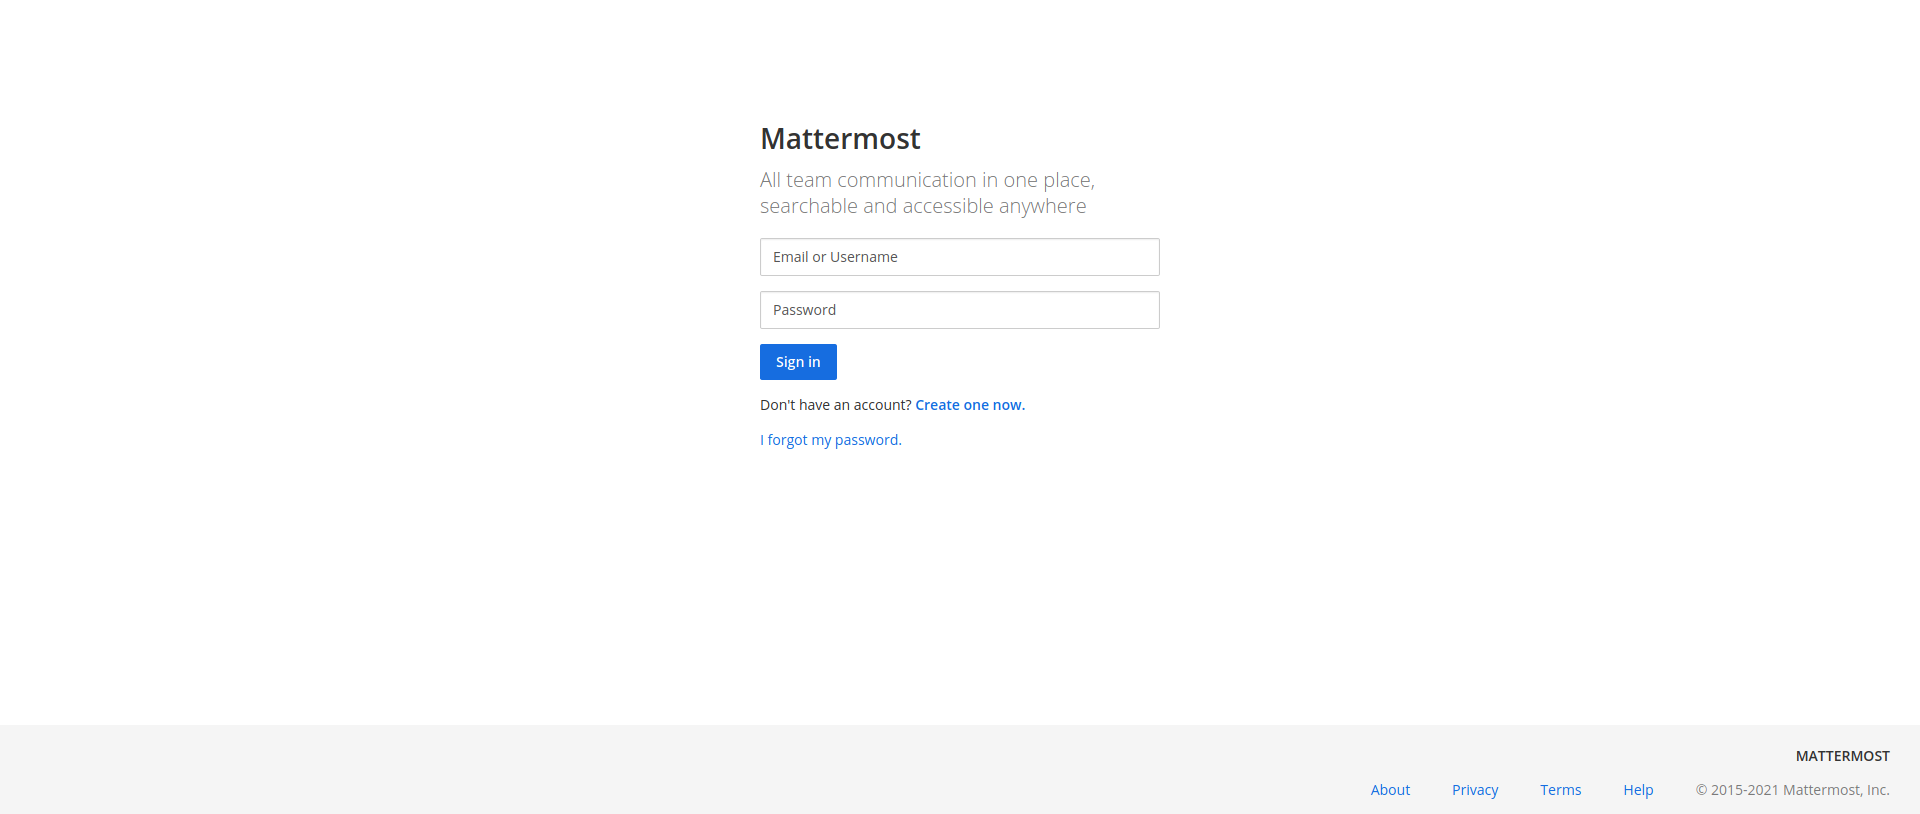 Mattermost
All team communication in one place,
searchable and accessible anywhere
Email or Username
Password
Sign in
Don't have an account? Create one now.
I forgot my password.
MATTERMOST
About Privacy Terms Help © 2015-2021 Mattermost, Inc.